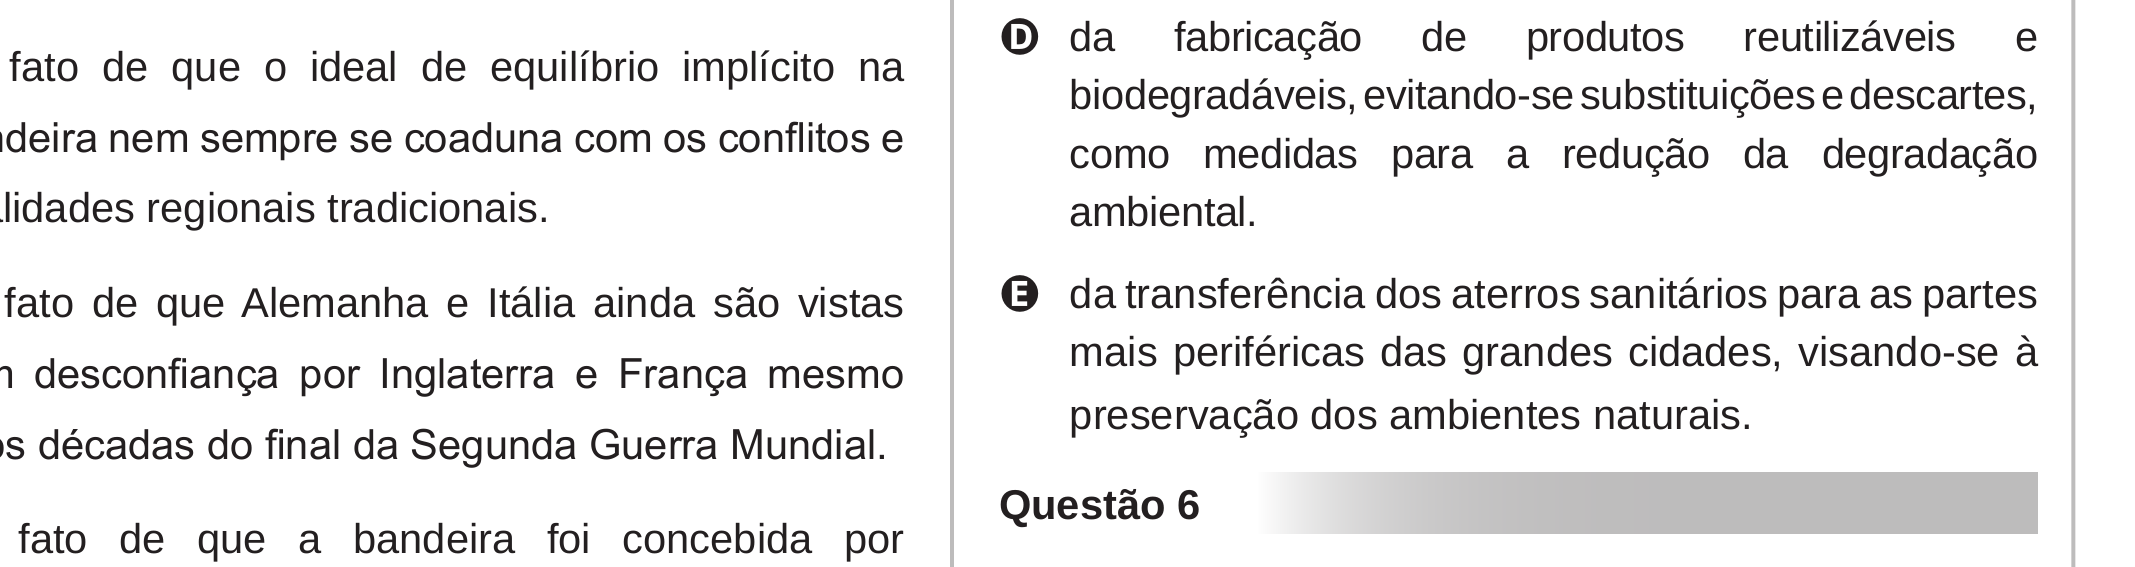 fato de que o ideal de equilíbrio implícito na
nem sempre se coaduna com os conflitos e
regionais tradicionais.
fato de que Alemanha e Itália ainda são vistas
desconfiança por Inglaterra e França mesmo
décadas do final da Segunda Guerra Mundial.
fato de que a bandeira foi concebida por
D da fabricação de produtos reutilizáveis e
biodegradáveis, evitando-se substituições e descartes,
como medidas para a redução da degradação
ambiental.
E da transferência dos aterros sanitários para as partes
mais periféricas das grandes cidades, visando-se à
preservação dos ambientes naturais.
Questão 6